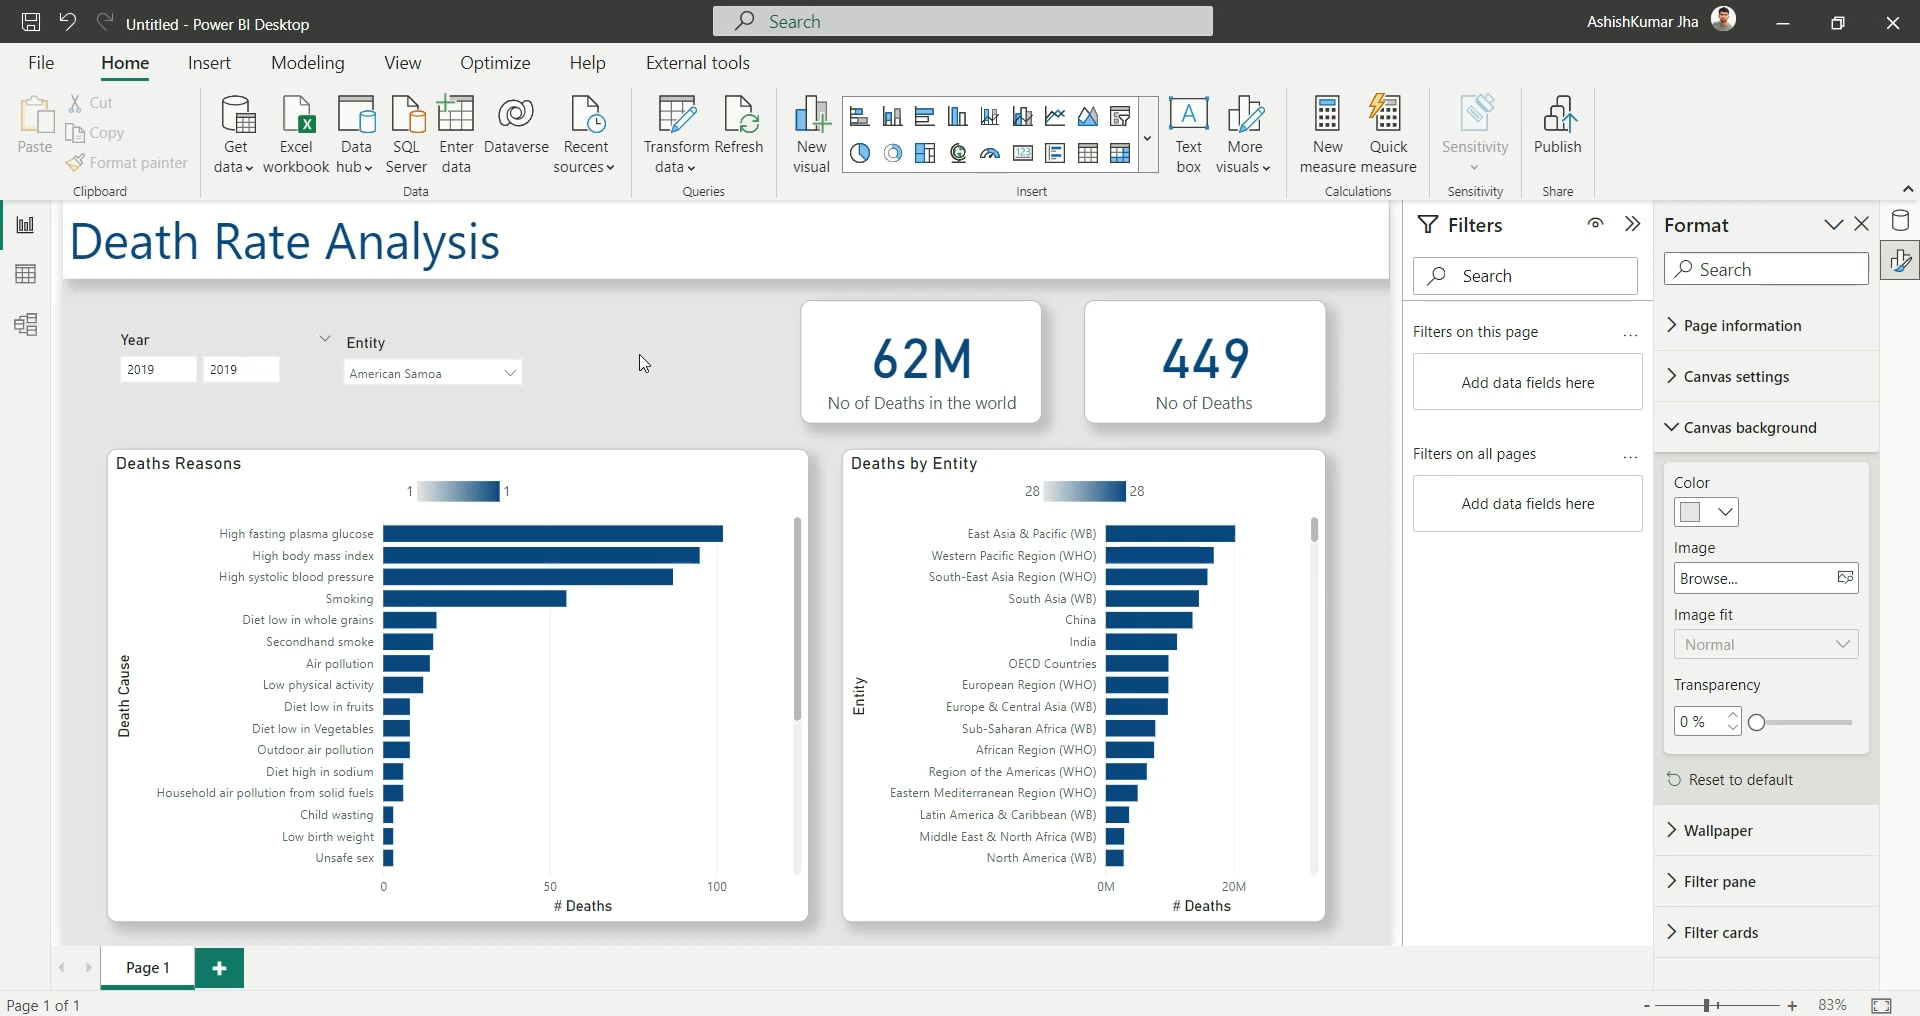 Untitled - Power BI Desktop
Search
AshishKumar Jha
File
Home
Insert
Modeling
View
Optimize
Help
External tools
Paste
Cut
Copy
Format painter
Clipboard
Get data
Excel workbook
Data hub
SQL Server
Enter data
Dataverse
Recent sources
Data
Transform data
Refresh
Queries
New visual
A
123
Text box
More visuals
Insert
New measure
Quick measure
Calculations
Sensitivity
Sensitivity
Publish
Share
Death Rate Analysis
Year
2019
2019
Entity
American Samoa
62M
No of Deaths in the world
449
No of Deaths
Deaths Reasons
1
1
Death Cause
High fasting plasma glucose
High body mass index
High systolic blood pressure
Smoking
Diet low in whole grains
Secondhand smoke
Air pollution
Low physical activity
Diet low in fruits
Diet low in Vegetables
Outdoor air pollution
Diet high in sodium
Household air pollution from solid fuels
Child wasting
Low birth weight
Unsafe sex
0
50
100
# Deaths
Deaths by Entity
28
28
Entity
East Asia & Pacific (WB)
Western Pacific Region (WHO)
South-East Asia Region (WHO)
South Asia (WB)
China
India
OECD Countries
European Region (WHO)
Europe & Central Asia (WB)
Sub-Saharan Africa (WB)
African Region (WHO)
Region of the Americas (WHO)
Eastern Mediterranean Region (WHO)
Latin America & Caribbean (WB)
Middle East & North Africa (WB)
North America (WB)
0M
20M
# Deaths
Filters
Search
Filters on this page
...
Add data fields here
Filters on all pages
...
Add data fields here
Format
Search
Page information
Canvas settings
Canvas background
Color
Image
Browse...
Image fit
Normal
Transparency
0 %
Reset to default
Wallpaper
Filter pane
Filter cards
Page 1
+
Page 1 of 1
-
+
83%